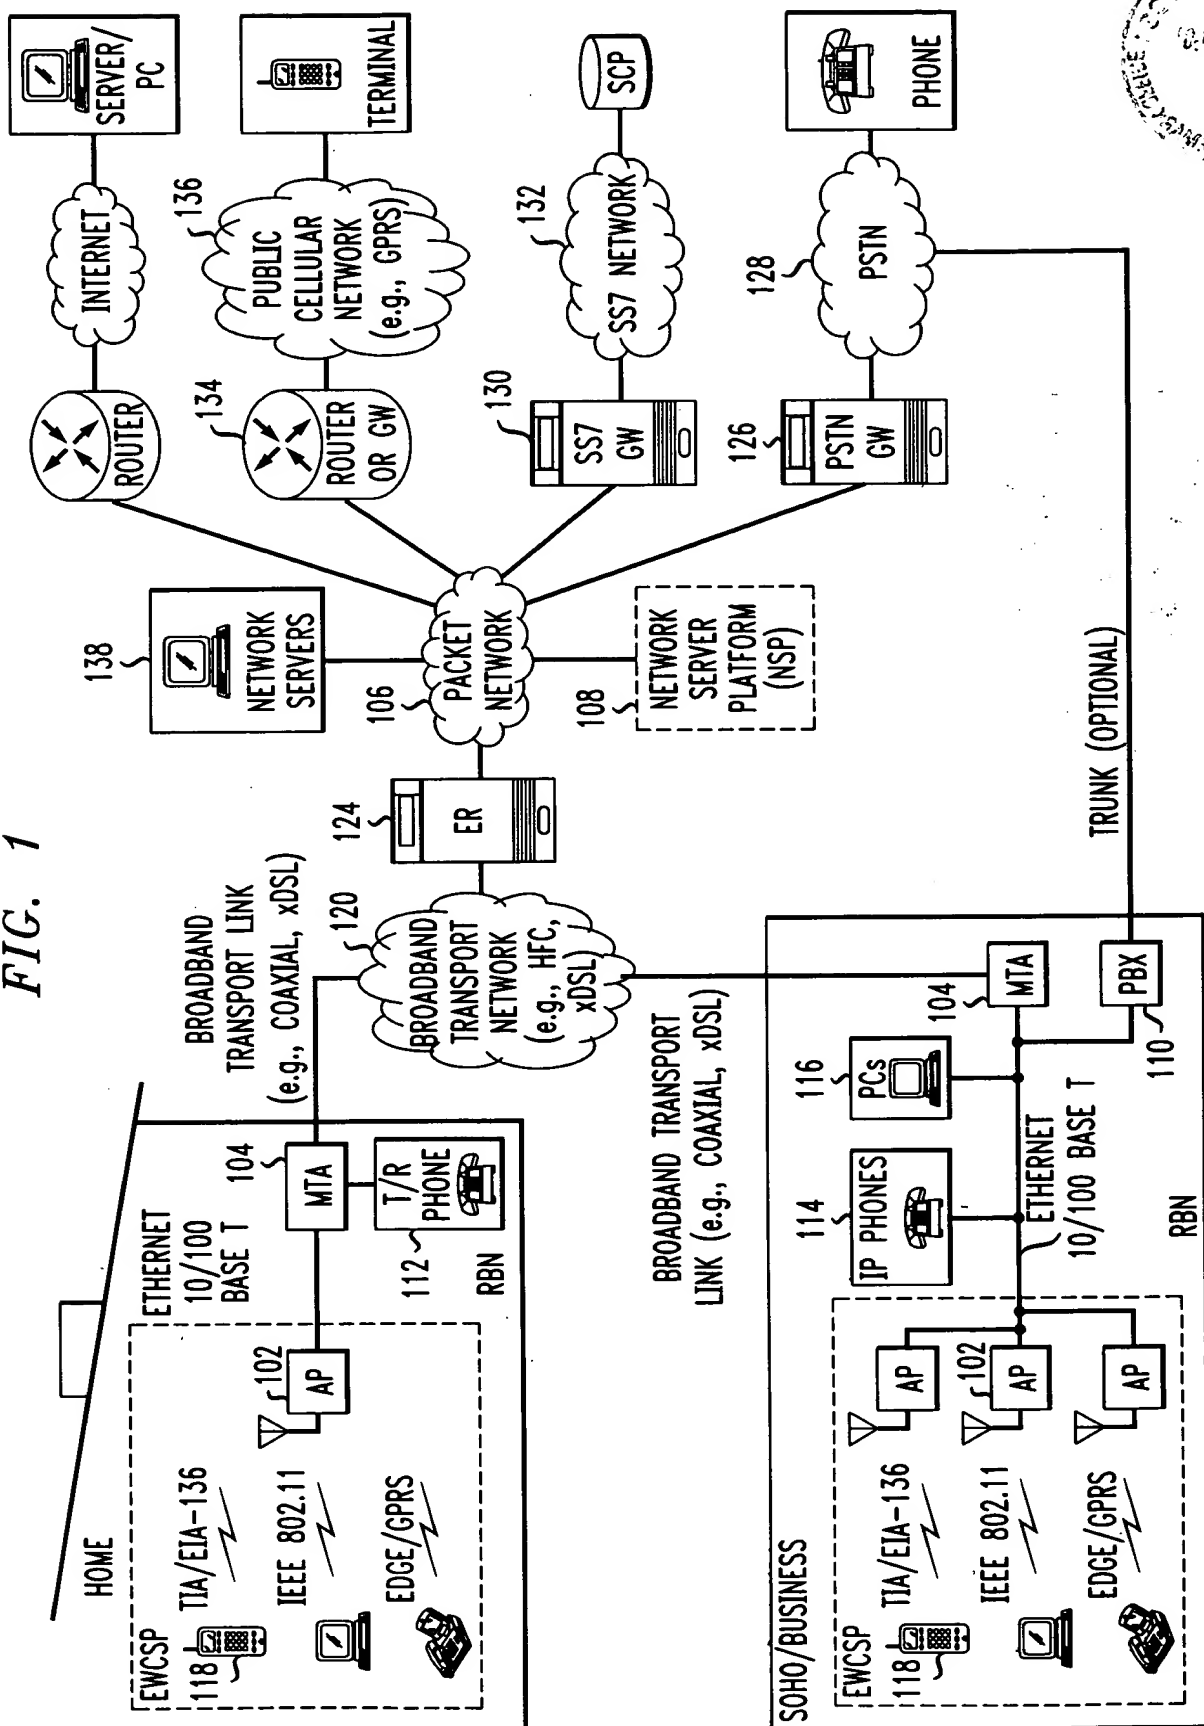 FIG. 1
HOME
EWCSP
118
TIA/EIA-136
IEEE 802.11
EDGE/GPRS
102
AP
ETHERNET
10/100
BASE T
104
MTA
T/R
PHONE
112
RBN
BROADBAND
TRANSPORT LINK
(e.g., COAXIAL, xDSL)
120
BROADBAND
TRANSPORT
NETWORK
(e.g., HFC,
xDSL)
124
ER
138
NETWORK
SERVERS
106
PACKET
NETWORK
108
NETWORK
SERVER
PLATFORM
(NSP)
ROUTER
INTERNET
SERVER/
PC
134
ROUTER
OR GW
136
PUBLIC
CELLULAR
NETWORK
(e.g., GPRS)
TERMINAL
130
SS7
GW
132
SS7 NETWORK
SCP
126
PSTN
GW
128
PSTN
PHONE
BROADBAND TRANSPORT
LINK (e.g., COAXIAL, xDSL)
TRUNK (OPTIONAL)
SOHO/BUSINESS
EWCSP
118
TIA/EIA-136
IEEE 802.11
EDGE/GPRS
AP
102
AP
AP
114
IP PHONES
116
PCs
ETHERNET
10/100 BASE T
104
MTA
PBX
110
RBN